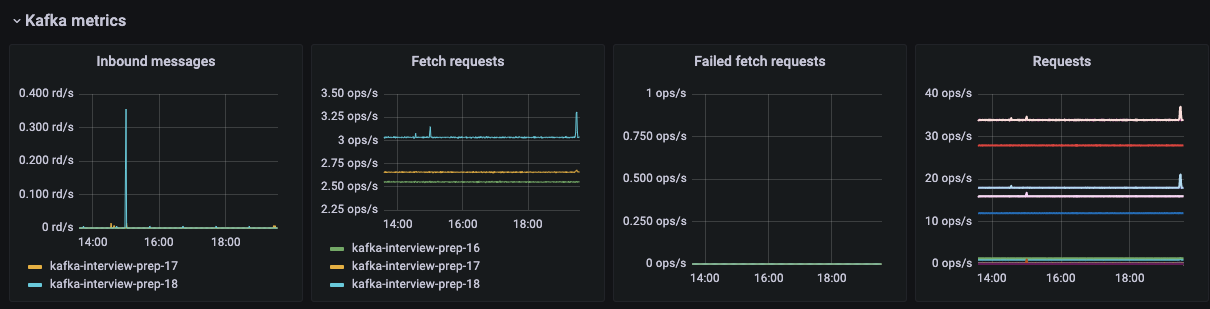 Kafka metrics
Inbound messages
0.400 rd/s
0.300 rd/s
0.200 rd/s
0.100 rd/s
0 rd/s
14:00 16:00 18:00
kafka-interview-prep-17
kafka-interview-prep-18
Fetch requests
3.50 ops/s
3.25 ops/s
3 ops/s
2.75 ops/s
2.50 ops/s
2.25 ops/s
14:00 16:00 18:00
kafka-interview-prep-16
kafka-interview-prep-17
kafka-interview-prep-18
Failed fetch requests
1 ops/s
0.750 ops/s
0.500 ops/s
0.250 ops/s
0 ops/s
14:00 16:00 18:00
Requests
40 ops/s
30 ops/s
20 ops/s
10 ops/s
0 ops/s
14:00 16:00 18:00